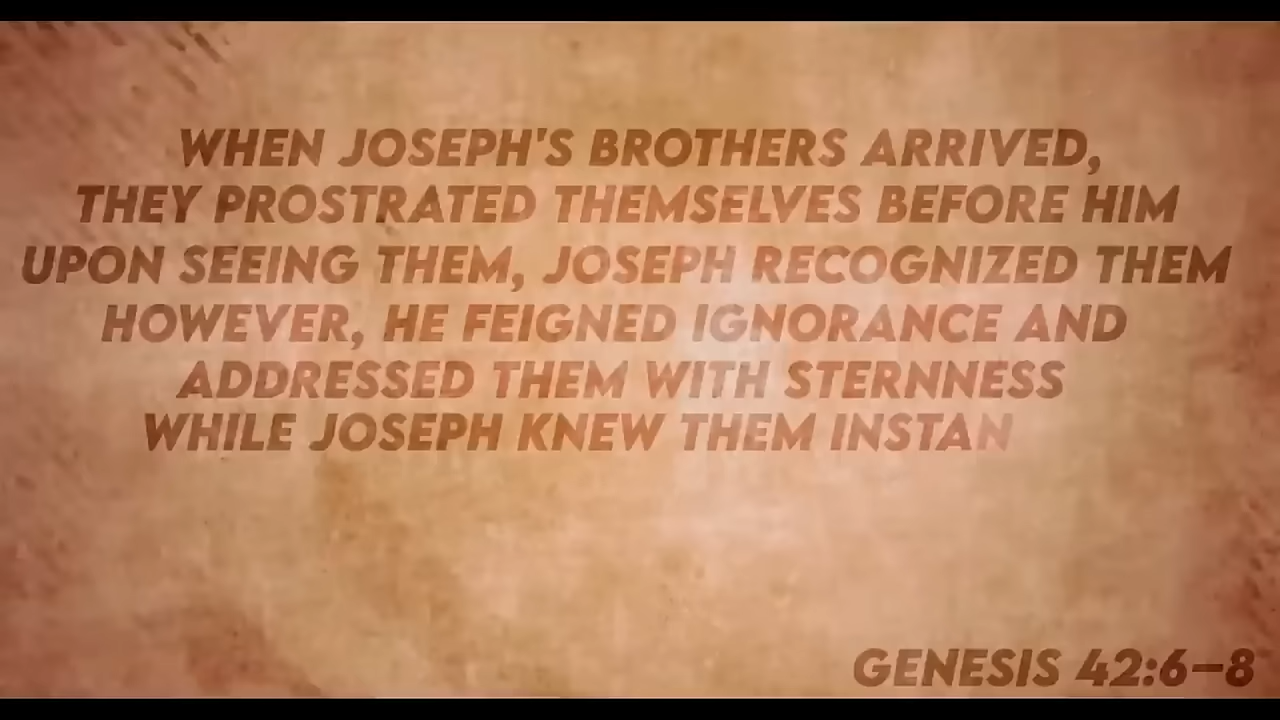 WHEN JOSEPH'S BROTHERS ARRIVED,
THEY PROSTRATED THEMSELVES BEFORE HIM
UPON SEEING THEM, JOSEPH RECOGNIZED THEM
HOWEVER, HE FEIGNED IGNORANCE AND
ADDRESSED THEM WITH STERNNESS
WHILE JOSEPH KNEW THEM INSTAN
GENESIS 42:6–8